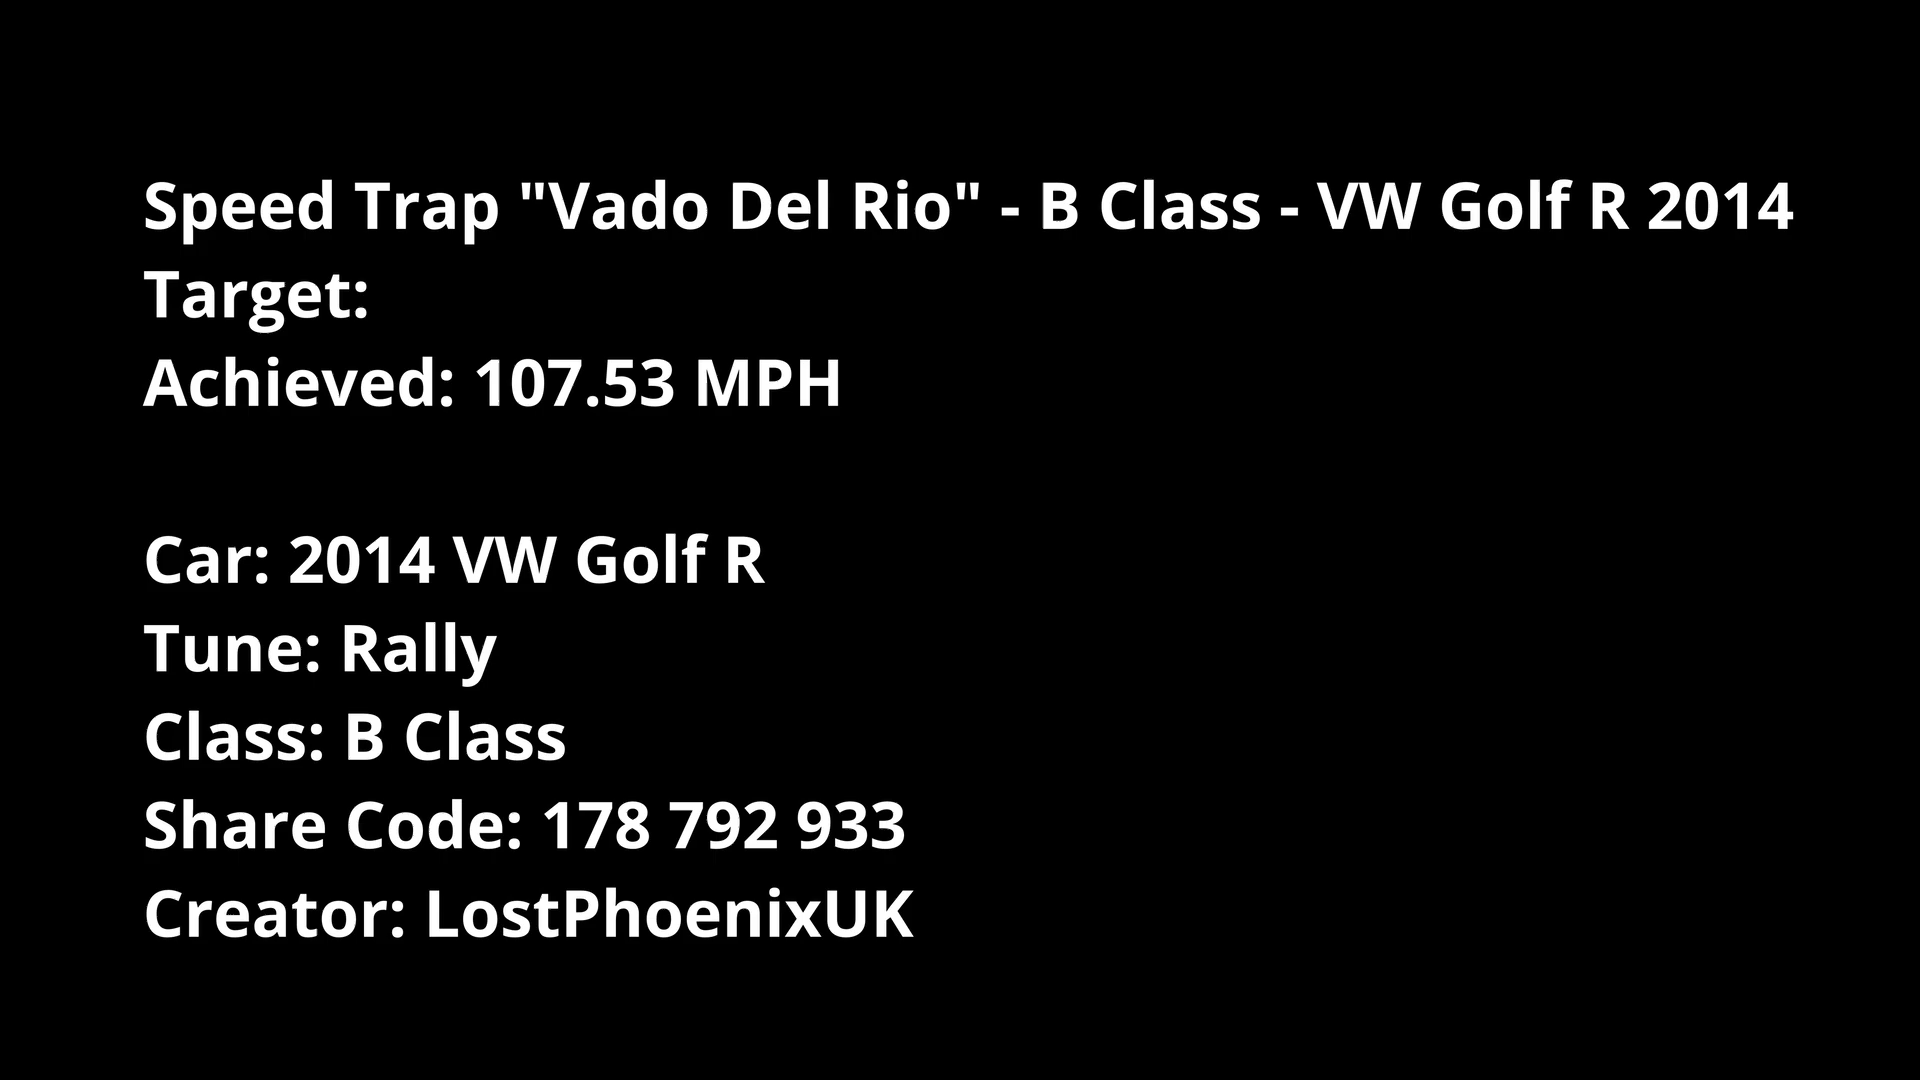 Speed Trap "Vado Del Rio" - B Class - VW Golf R 2014
Target:
Achieved: 107.53 MPH
Car: 2014 VW Golf R
Tune: Rally
Class: B Class
Share Code: 178 792 933
Creator: LostPhoenixUK